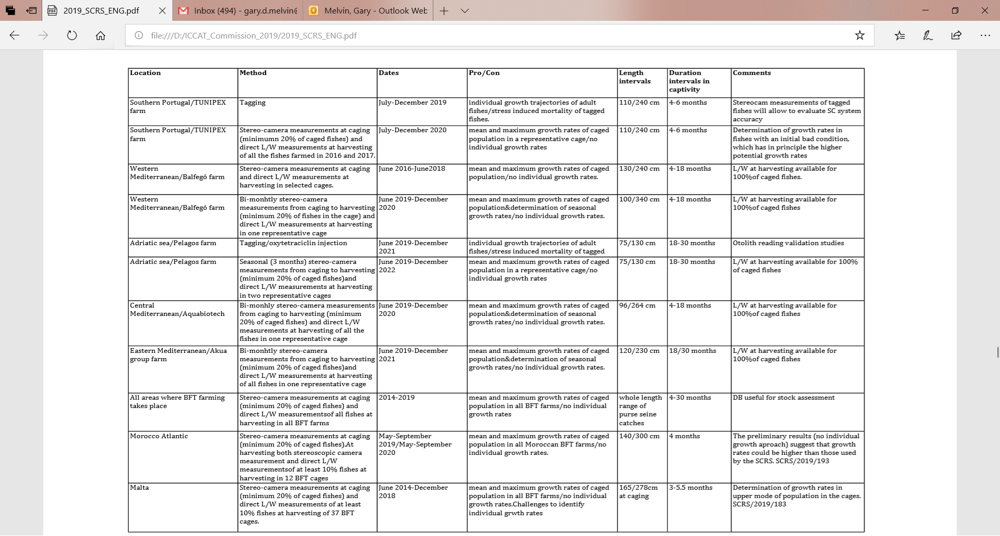 2019_SCRS_ENG.pdf
Inbox (494) - gary.d.melvin@
Melvin, Gary - Outlook Web
file:///D:/ICCAT_Commission_2019/2019_SCRS_ENG.pdf
Location
Method
Dates
Pro/Con
Length
intervals
Duration
intervals in
captivity
Comments
Southern Portugal/TUNIPEX
farm
Tagging
July-December 2019
individual growth trajectories of adult
fishes/stress induced mortality of tagged
fishes.
110/240 cm
4-6 months
Stereocam measurements of tagged
fishes will allow to evaluate SC system
accuracy
Southern Portugal/TUNIPEX
farm
Stereo-camera measurements at caging
(minimumn 20% of caged fishes) and
direct L/W measurements at harvesting
of all the fishes farmed in 2016 and 2017.
July-December 2020
mean and maximum growth rates of caged
population in a representative cage/no
individual growth rates
110/240 cm
4-6 months
Determination of growth rates in
fishes with an initial bad condition,
which has in principle the higher
potential growth rates
Western
Mediterranean/Balfegó farm
Stereo-camera measurements at caging
and direct L/W measurements at
harvesting in selected cages.
June 2016-June2018
mean and maximum growth rates of caged
population/no individual growth rates.
130/240 cm
4-18 months
L/W at harvesting available for
100%of caged fishes.
Western
Mediterranean/Balfegó farm
Bi-monhtly stereo-camera
measurements from caging to harvesting
(minimum 20% of fishes in the cage) and
direct L/W measurements at harvesting
in one representative cage
June 2019-December
2020
mean and maximum growth rates of caged
population&determination of seasonal
growth rates/no individual growth rates.
100/340 cm
4-18 months
L/W at harvesting available for
100%of caged fishes
Adriatic sea/Pelagos farm
Tagging/oxytetraciclin injection
June 2019-December
2021
individual growth trajectories of adult
fishes/stress induced mortality of tagged
75/130 cm
18-30 months
Otolith reading validation studies
Adriatic sea/Pelagos farm
Seasonal (3 months) stereo-camera
measurements from caging to harvesting
(minimum 20% of caged fishes)and
direct L/W measurements at harvesting
in two representative cages
June 2019-December
2022
mean and maximum growth rates of caged
population in a representative cage/no
individual growth rates
75/130 cm
18-30 months
L/W at harvesting available for 100%
of caged fishes
Central
Mediterranean/Aquabiotech
Bi-monhly stereo-camera measurements
from caging to harvesting (minimum
20% of caged fishes) and direct L/W
measurements at harvesting of all the
fishes in one representative cage
June 2019-December
2020
mean and maximum growth rates of caged
population&determination of seasonal
growth rates/no individual growth rates.
96/264 cm
4-18 months
L/W at harvesting available for
100%of caged fishes
Eastern Mediterranean/Akua
group farm
Bi-monhtly stereo-camera
measurements from caging to harvesting
(minimum 20% of caged fishes)and
direct L/W measurements at harvesting
of all fishes in one representative cage
June 2019-December
2021
mean and maximum growth rates of caged
population&determination of seasonal
growth rates/no individual growth rates.
120/230 cm
18/30 months
L/W at harvesting available for
100%of caged fishes
All areas where BFT farming
takes place
Stereo-camera measurements at caging
(minimum 20% of caged fishes) and
direct L/W measurementsof all fishes at
harvesting in all BFT farms
2014-2019
mean and maximum growth rates of caged
population in all BFT farms/no individual
growth rates
whole length
range of
purse seine
catches
4-30 months
DB useful for stock assessment
Morocco Atlantic
Stereo-camera measurements at caging
(minimum 20% of caged fishes).At
harvesting both stereoscopic camera
measurement and direct L/W
measurementsof at least 10% fishes at
harvesting in 12 BFT cages
May-September
2019/May-September
2020
mean and maximum growth rates of caged
population in all Moroccan BFT farms/no
individual growth rates.
140/300 cm
4 months
The preliminary results (no individual
growth aproach) suggest that growth
rates could be higher than those used
by the SCRS. SCRS/2019/193
Malta
Stereo-camera measurements at caging
(minimum 20% of caged fishes) and
direct L/W measurements of at least
10% fishes at harvesting of 37 BFT
cages.
June 2014-December
2018
mean and maximum growth rates of caged
population in all BFT farms/no individual
growth rates.Challenges to identify
individual grwth rates
165/278cm
at caging
3-5.5 months
Determination of growth rates in
upper mode of population in the cages.
SCRS/2019/183